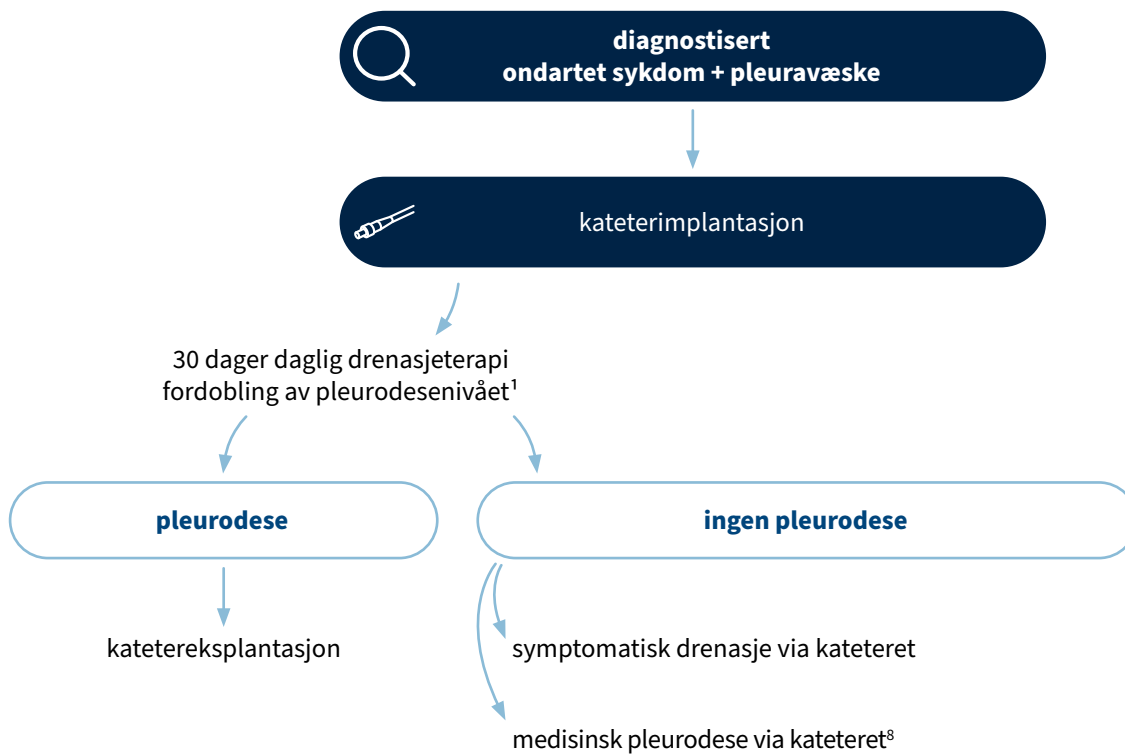 diagnostisert
ondartet sykdom + pleuravæske
kateterimplantasjon
30 dager daglig drenasjeterapi
fordobling av pleurodesenivået¹
pleurodese
ingen pleurodese
katetereksplantasjon
symptomatisk drenasje via kateteret
medisinsk pleurodese via kateteret⁸